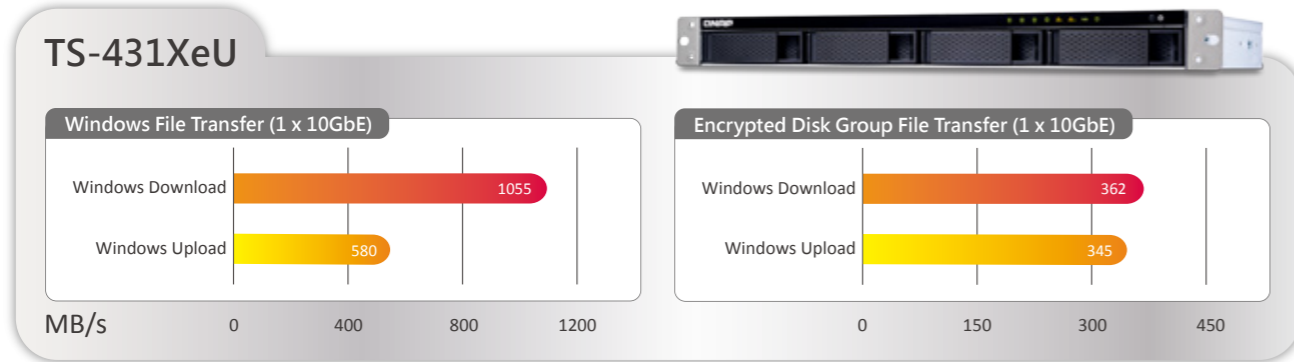 TS-431XeU
QNAP
Windows File Transfer (1 x 10GbE)
Windows Download
1055
Windows Upload
580
MB/s
0 400 800 1200
Encrypted Disk Group File Transfer (1 x 10GbE)
Windows Download
362
Windows Upload
345
0 150 300 450